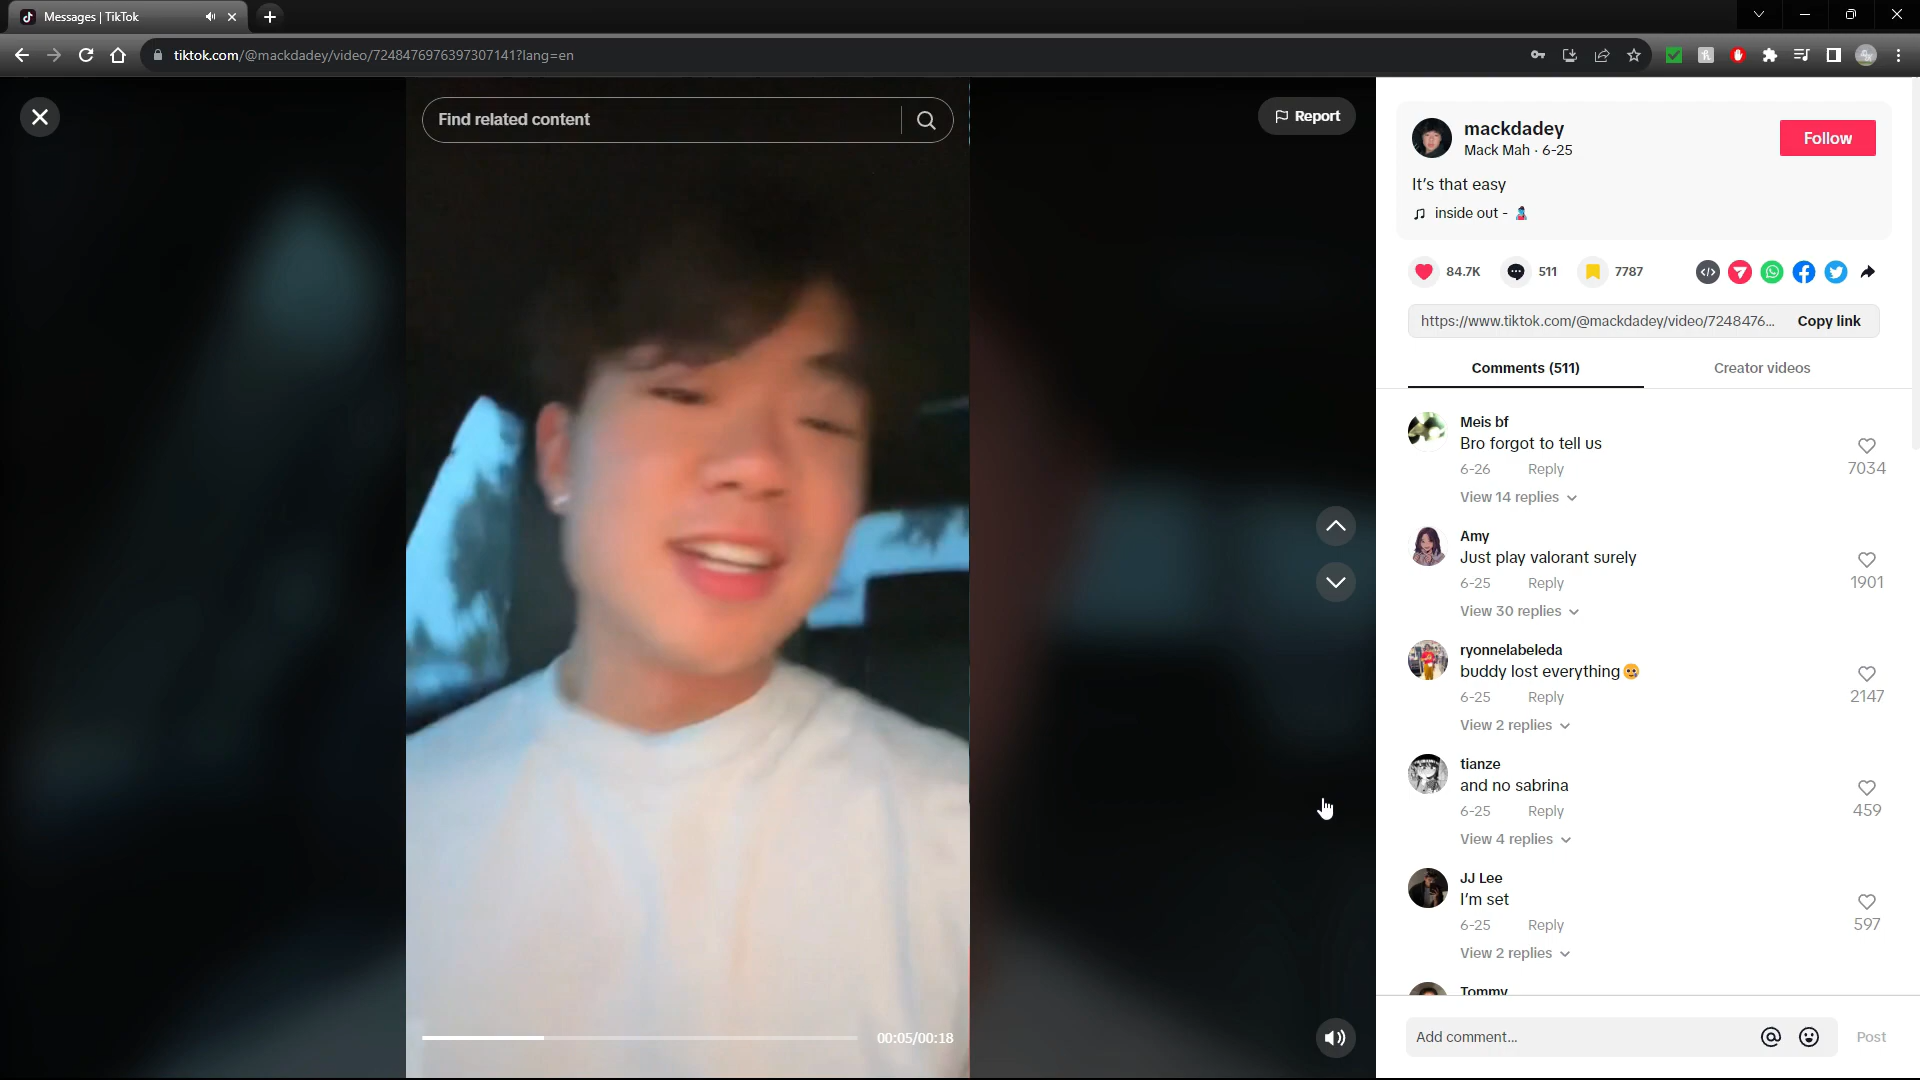 Messages | TikTok
tiktok.com/@mackdadey/video/7248476976397307141?lang=en
Find related content
Report
00:05/00:18
mackdadey
Mack Mah · 6-25
Follow
It's that easy
inside out -
84.7K
511
7787
https://www.tiktok.com/@mackdadey/video/7248476...
Copy link
Comments (511)
Creator videos
Meis bf
Bro forgot to tell us
6-26 Reply
7034
View 14 replies
Amy
Just play valorant surely
6-25 Reply
1901
View 30 replies
ryonnelabeleda
buddy lost everything
6-25 Reply
2147
View 2 replies
tianze
and no sabrina
6-25 Reply
459
View 4 replies
JJ Lee
I'm set
6-25 Reply
597
View 2 replies
Tommy
Add comment...
Post